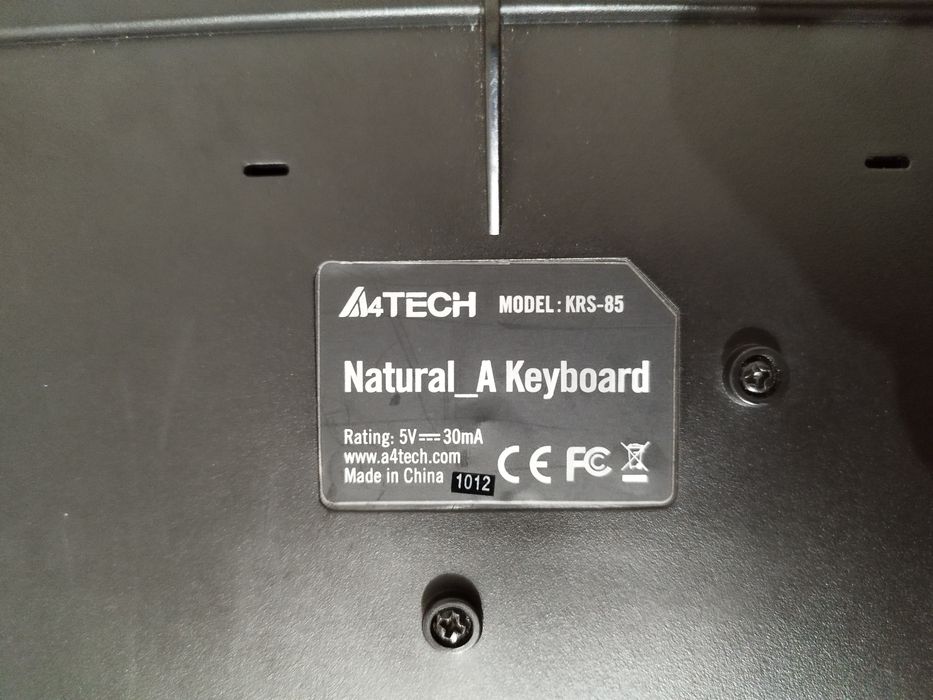 A4TECH MODEL: KRS-85
Natural_A Keyboard
Rating: 5V⎓30mA
www.a4tech.com
Made in China 1012
CE FC